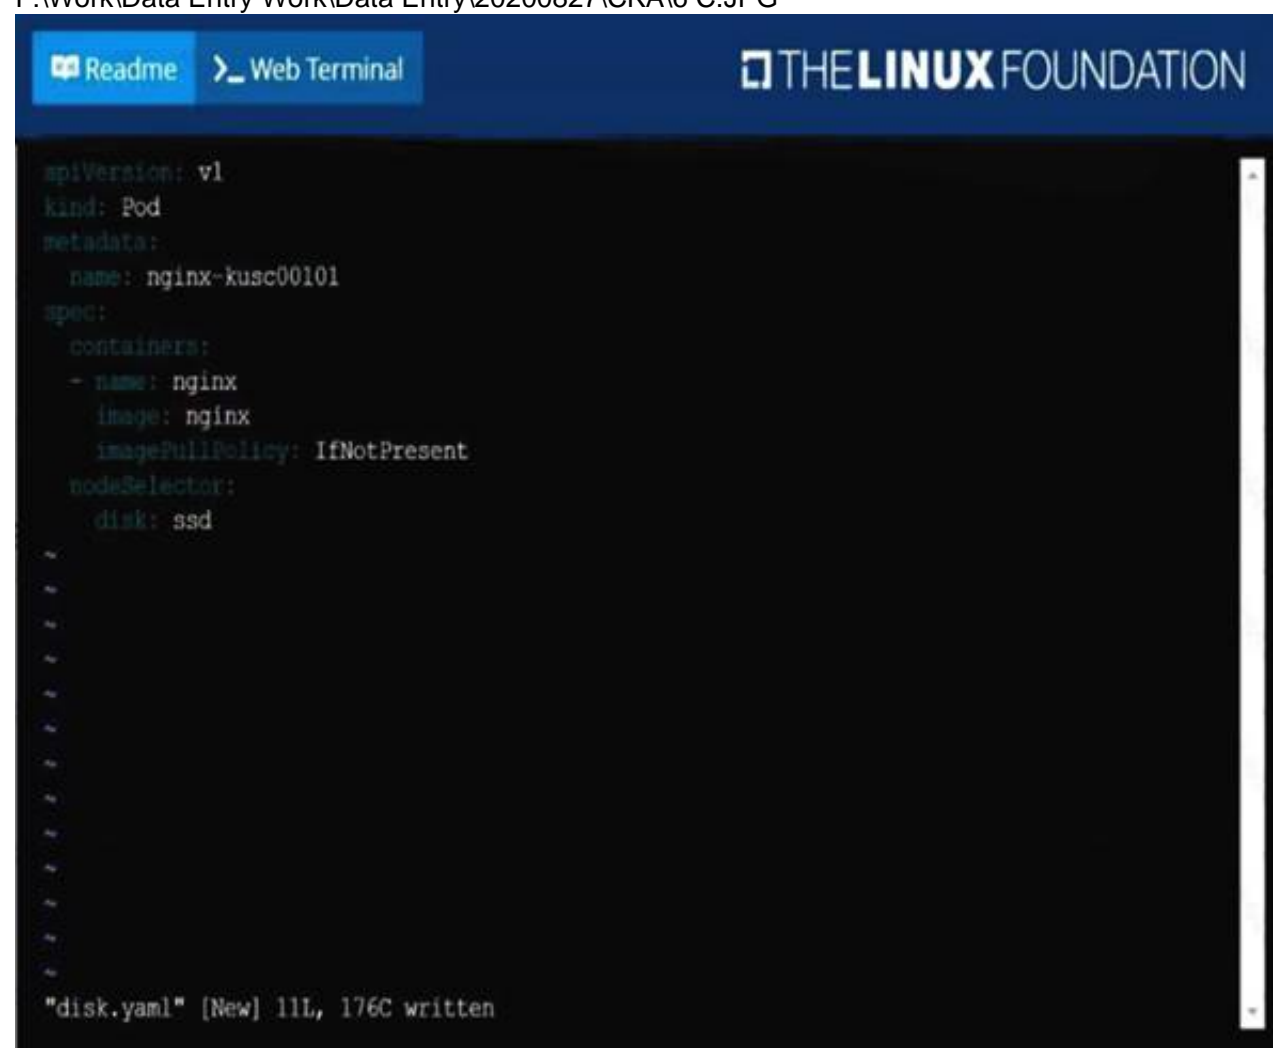 F:\Work\Data Entry Work\Data Entry\20200827\CKA\6 C.JPG
Readme
>_ Web Terminal
THE LINUX FOUNDATION
apiVersion: v1
kind: Pod
metadata:
  name: nginx-kusc00101
spec:
  containers:
  - name: nginx
    image: nginx
    imagePullPolicy: IfNotPresent
  nodeSelector:
    disk: ssd
~
~
~
~
~
~
~
~
~
~
~
~
~
"disk.yaml" [New] 11L, 176C written